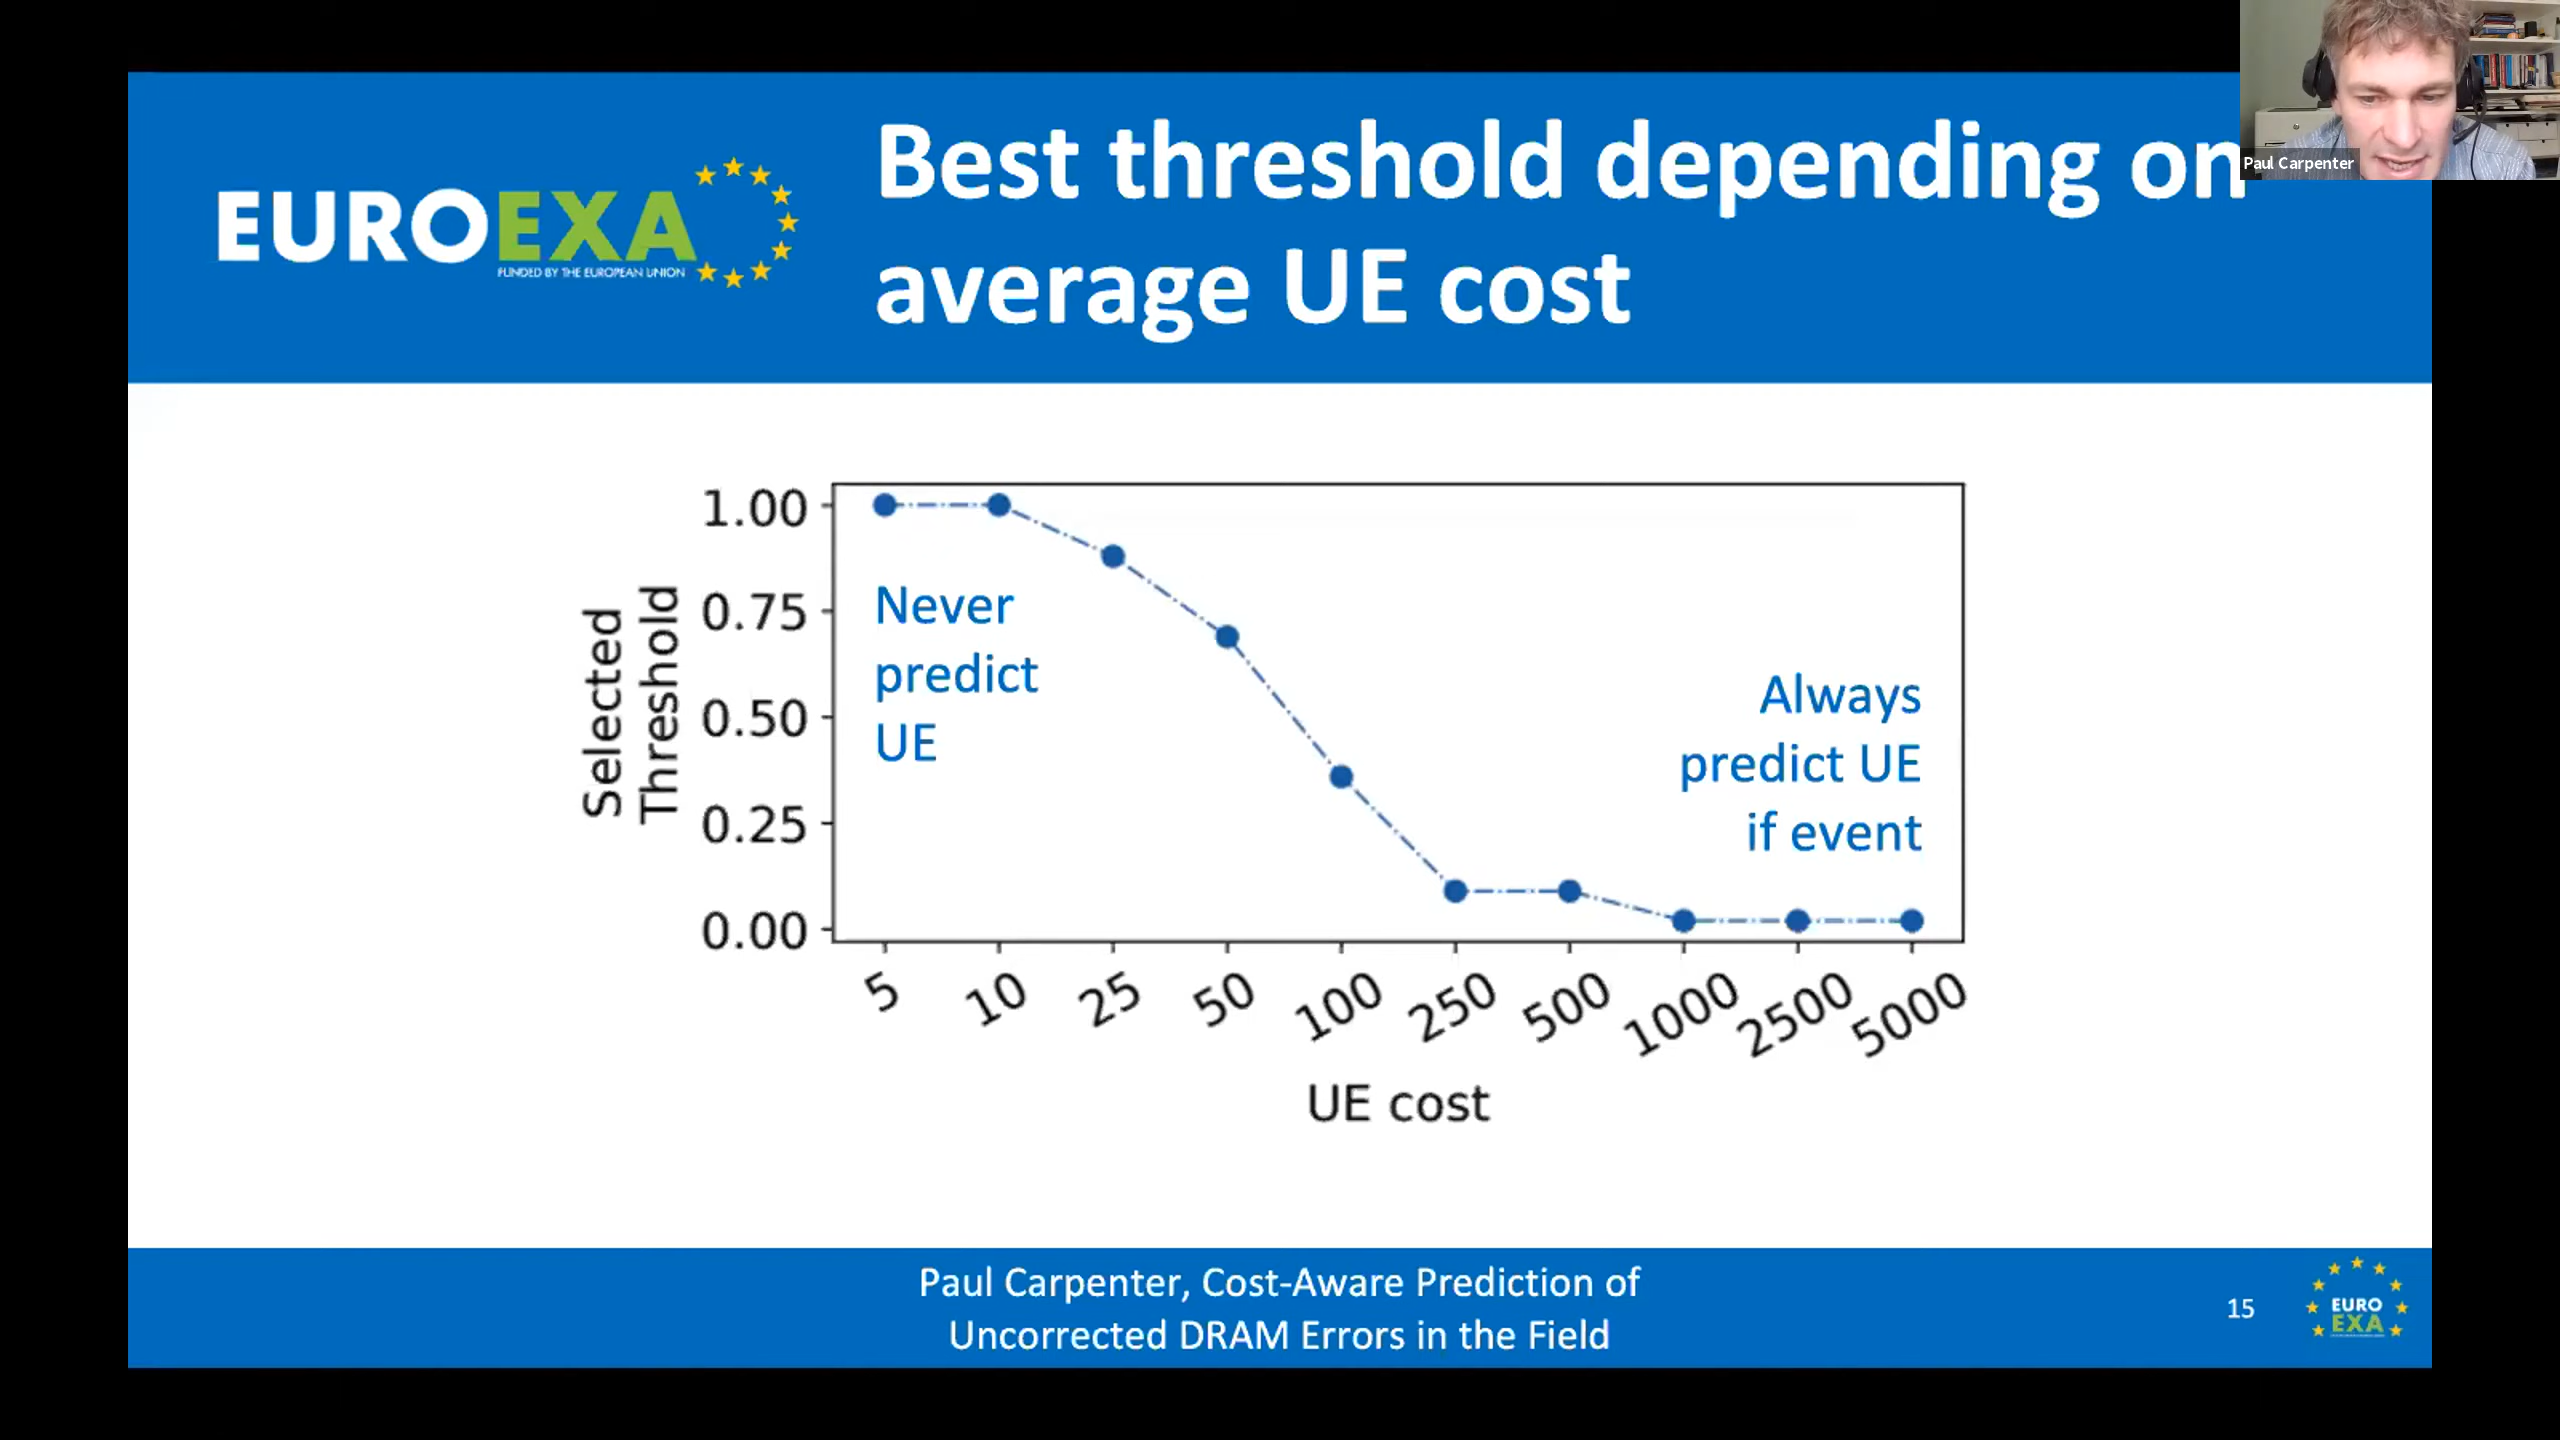 Best threshold depending on
average UE cost
Paul Carpenter
EUROEXA
FUNDED BY THE EUROPEAN UNION
Selected
Threshold
1.00
0.75
0.50
0.25
0.00
Never
predict
UE
Always
predict UE
if event
5 10 25 50 100 250 500 1000 2500 5000
UE cost
Paul Carpenter, Cost-Aware Prediction of
Uncorrected DRAM Errors in the Field
15
EURO
EXA